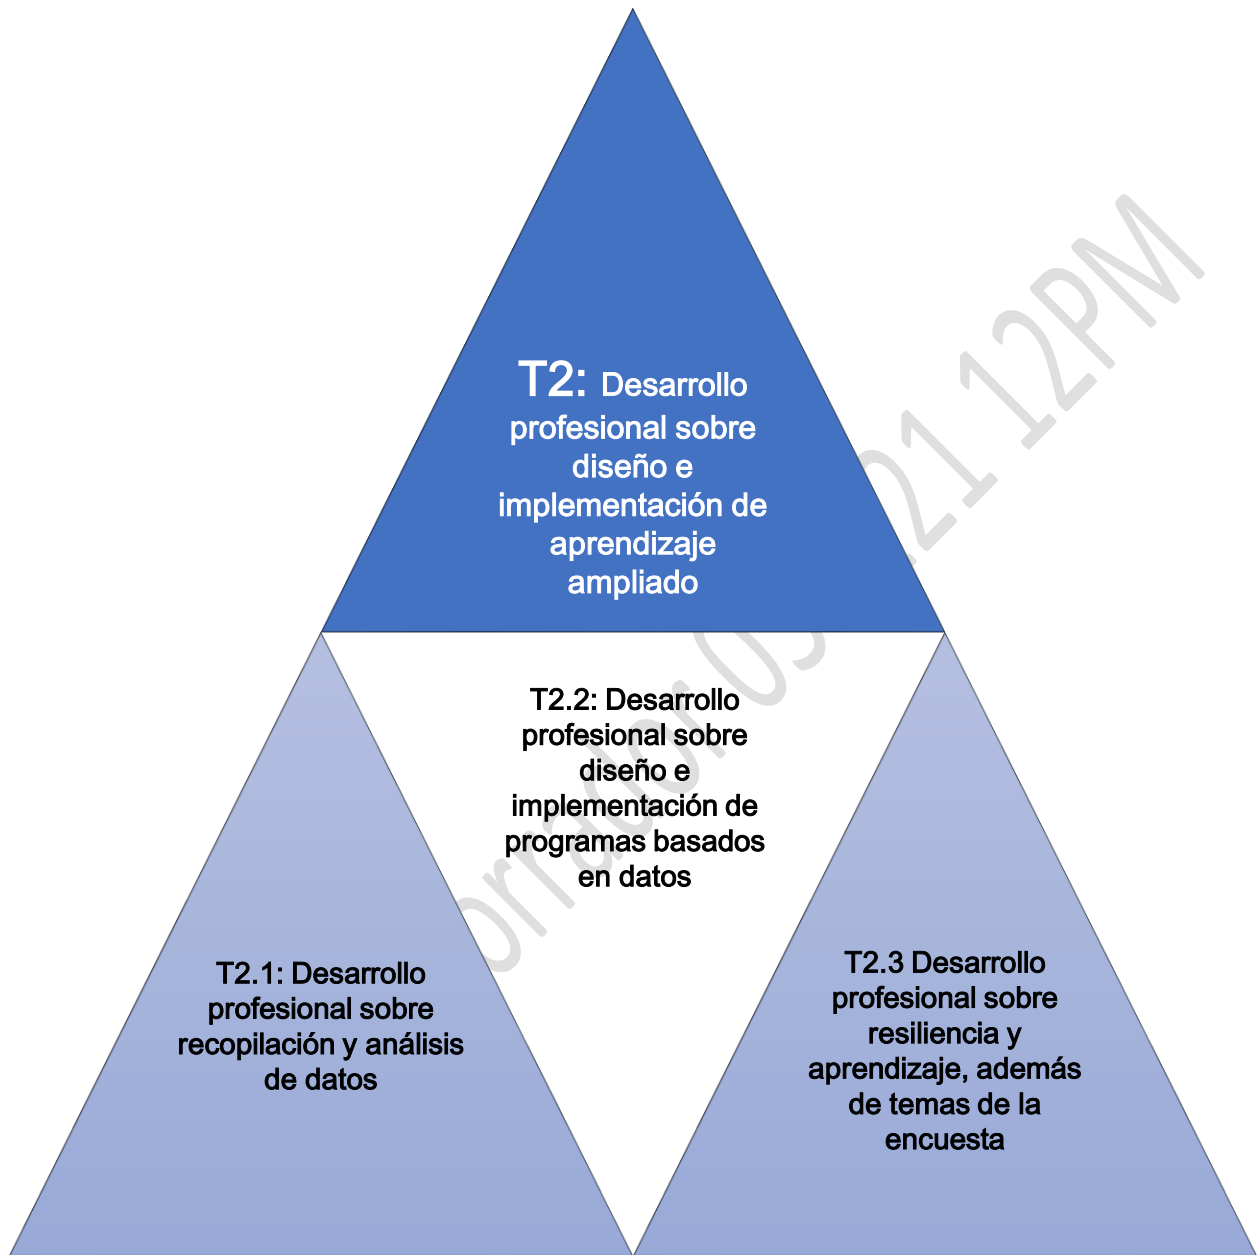 T2: Desarrollo
profesional sobre
diseño e
implementación de
aprendizaje
ampliado
T2.2: Desarrollo
profesional sobre
diseño e
implementación de
programas basados
en datos
T2.1: Desarrollo
profesional sobre
recopilación y análisis
de datos
T2.3 Desarrollo
profesional sobre
resiliencia y
aprendizaje, además
de temas de la
encuesta
21 12PM